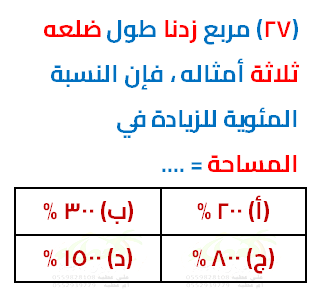 (٢٧) مربع زدنا طول ضلعه
ثلاثة أمثاله ، فإن النسبة
المئوية للزيادة في
المساحة = ....
(أ) ٢٠٠ %
(ب) ٣٠٠ %
(ج) ٨٠٠ %
(د) ١٥٠٠ %